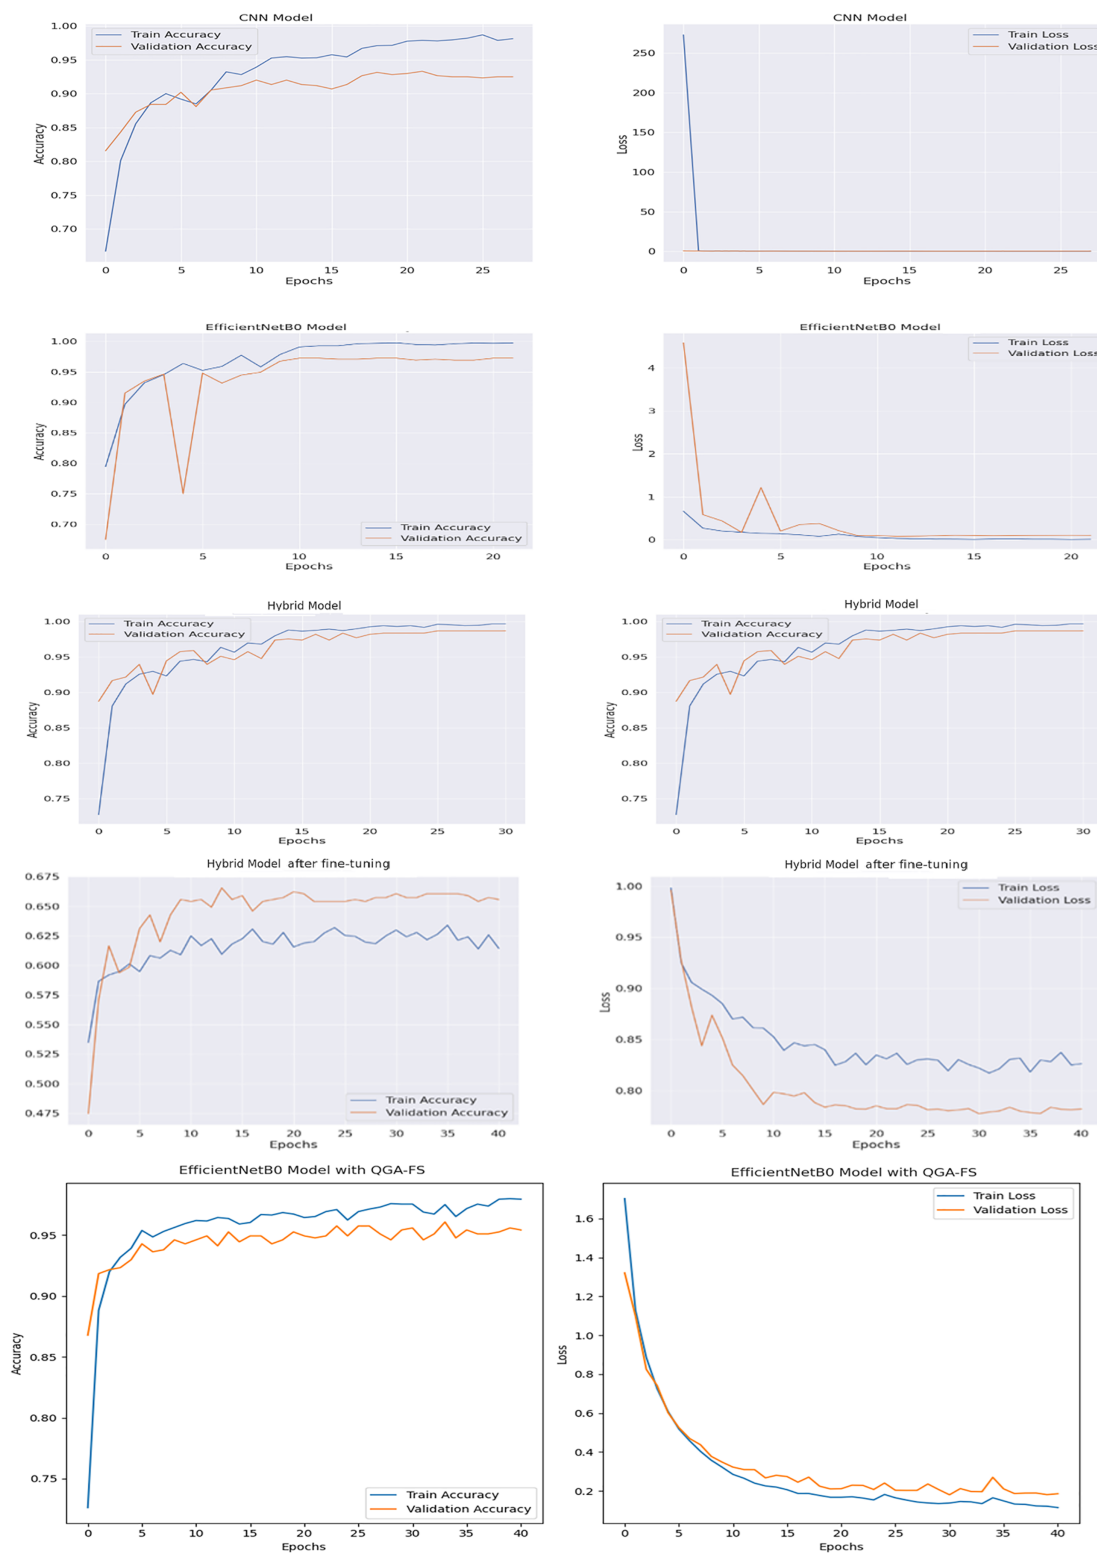 CNN Model
1.00
0.95
0.90
0.85
0.80
0.75
0.70
Accuracy
Train Accuracy
Validation Accuracy
0 5 10 15 20 25
Epochs
CNN Model
250
200
150
100
50
0
Loss
Train Loss
Validation Loss
0 5 10 15 20 25
Epochs
EfficientNetB0 Model
1.00
0.95
0.90
0.85
0.80
0.75
0.70
Accuracy
Train Accuracy
Validation Accuracy
0 5 10 15 20
Epochs
EfficientNetB0 Model
4
3
2
1
0
Loss
Train Loss
Validation Loss
0 5 10 15 20
Epochs
Hybrid Model
1.00
0.95
0.90
0.85
0.80
0.75
Accuracy
Train Accuracy
Validation Accuracy
0 5 10 15 20 25 30
Epochs
Hybrid Model
1.00
0.95
0.90
0.85
0.80
0.75
Accuracy
Train Accuracy
Validation Accuracy
0 5 10 15 20 25 30
Epochs
Hybrid Model after fine-tuning
0.675
0.650
0.625
0.600
0.575
0.550
0.525
0.500
0.475
Train Accuracy
Validation Accuracy
0 5 10 15 20 25 30 35 40
Epochs
Hybrid Model after fine-tuning
1.00
0.95
0.90
0.85
0.80
Loss
Train Loss
Validation Loss
0 5 10 15 20 25 30 35 40
Epochs
EfficientNetB0 Model with QGA-FS
0.95
0.90
0.85
0.80
0.75
Accuracy
Train Accuracy
Validation Accuracy
0 5 10 15 20 25 30 35 40
Epochs
EfficientNetB0 Model with QGA-FS
1.6
1.4
1.2
1.0
0.8
0.6
0.4
0.2
Loss
Train Loss
Validation Loss
0 5 10 15 20 25 30 35 40
Epochs